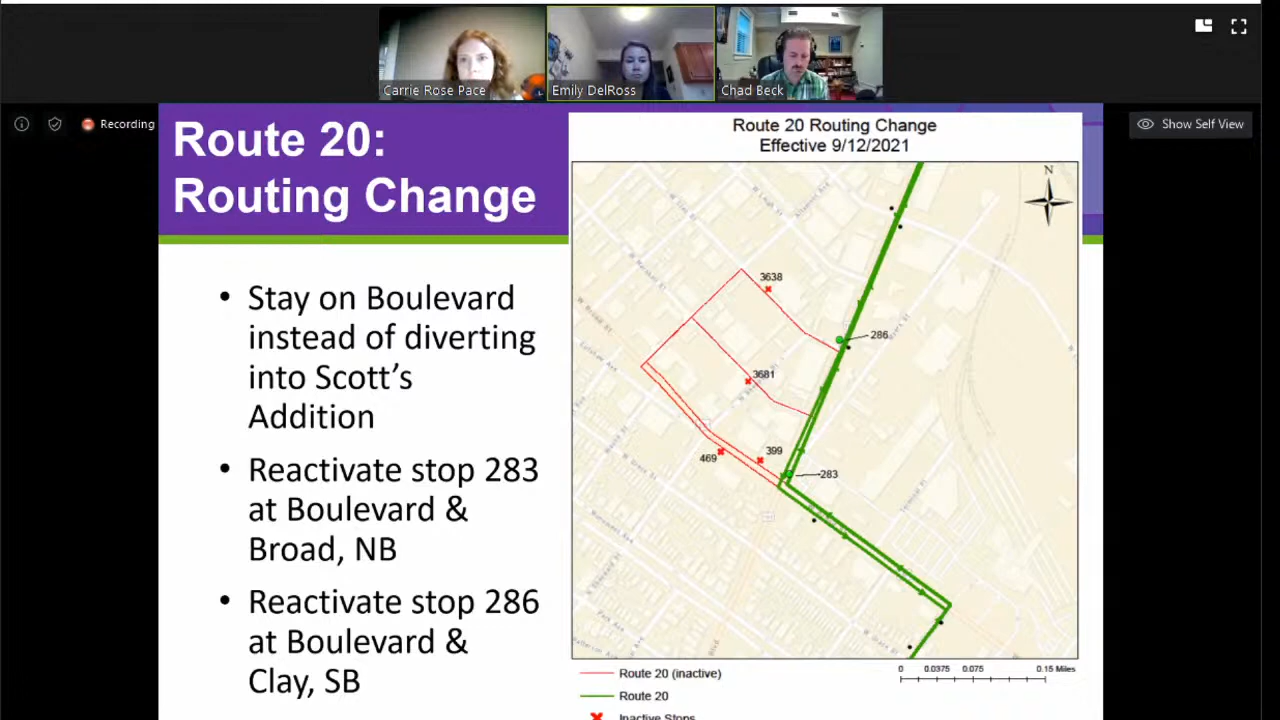 Carrie Rose Pace
Emily DelRoss
Chad Beck
Recording
Show Self View
Route 20:
Routing Change
• Stay on Boulevard
instead of diverting
into Scott's
Addition
• Reactivate stop 283
at Boulevard &
Broad, NB
• Reactivate stop 286
at Boulevard &
Clay, SB
Route 20 Routing Change
Effective 9/12/2021
N
3638
286
3681
469
399
283
W Broad St
0 0.0375 0.075 0.15 Miles
Route 20 (inactive)
Route 20
Inactive Stops